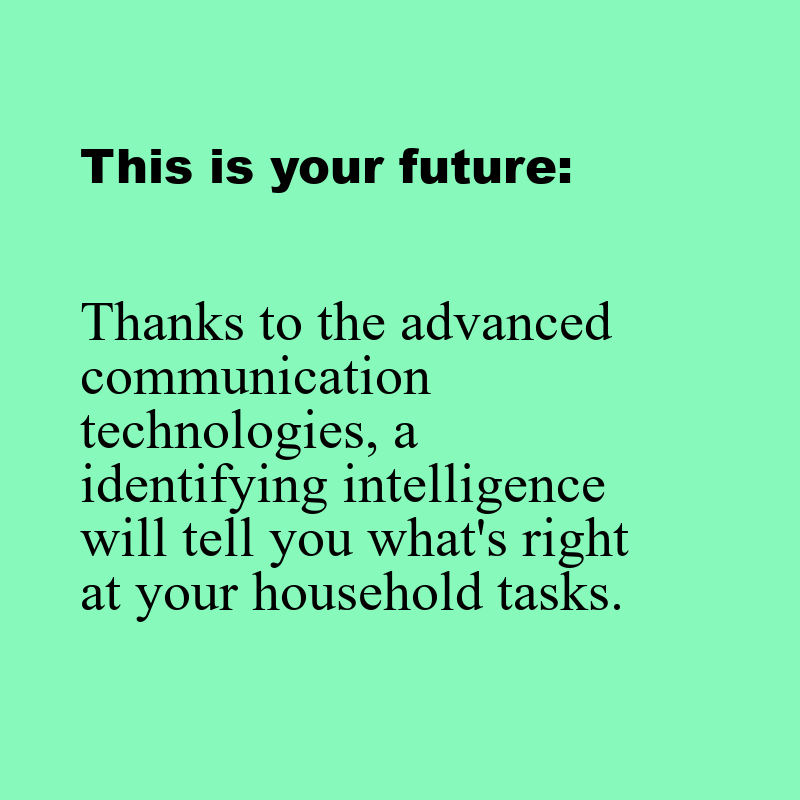 This is your future:
Thanks to the advanced
communication
technologies, a
identifying intelligence
will tell you what's right
at your household tasks.